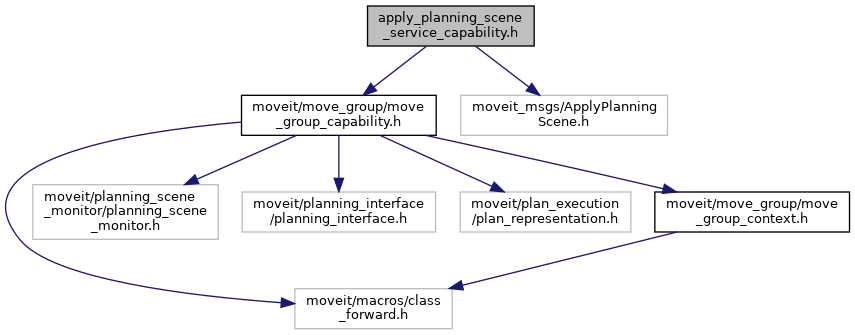 apply_planning_scene
_service_capability.h
moveit/move_group/move
_group_capability.h
moveit_msgs/ApplyPlanning
Scene.h
moveit/planning_scene
_monitor/planning_scene
_monitor.h
moveit/planning_interface
/planning_interface.h
moveit/plan_execution
/plan_representation.h
moveit/move_group/move
_group_context.h
moveit/macros/class
_forward.h